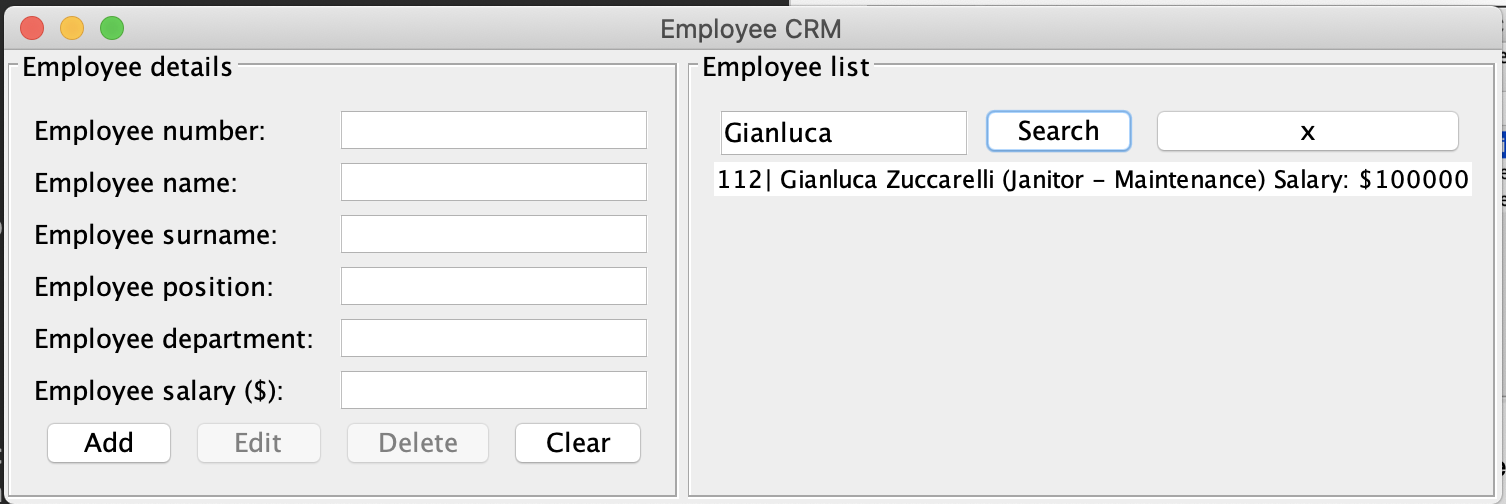 Employee CRM
Employee details
Employee number:
Employee name:
Employee surname:
Employee position:
Employee department:
Employee salary ($):
Add Edit Delete Clear
Employee list
Gianluca Search x
112| Gianluca Zuccarelli (Janitor - Maintenance) Salary: $100000